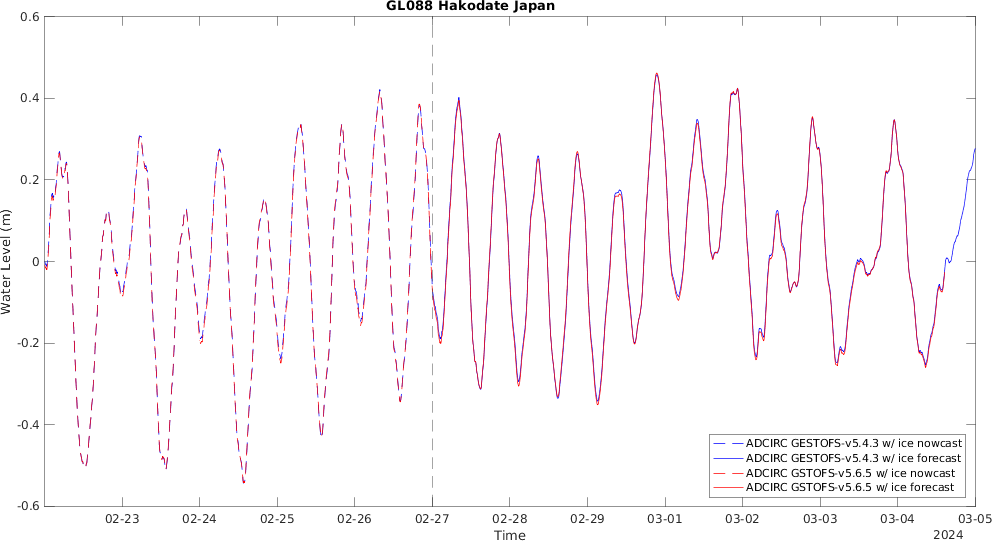 GL088 Hakodate Japan
0.6
0.4
0.2
0
-0.2
-0.4
-0.6
Water Level (m)
ADCIRC GESTOFS-v5.4.3 w/ ice nowcast
ADCIRC GESTOFS-v5.4.3 w/ ice forecast
ADCIRC GSTOFS-v5.6.5 w/ ice nowcast
ADCIRC GSTOFS-v5.6.5 w/ ice forecast
02-23 02-24 02-25 02-26 02-27 02-28 02-29 03-01 03-02 03-03 03-04 03-05
Time
2024